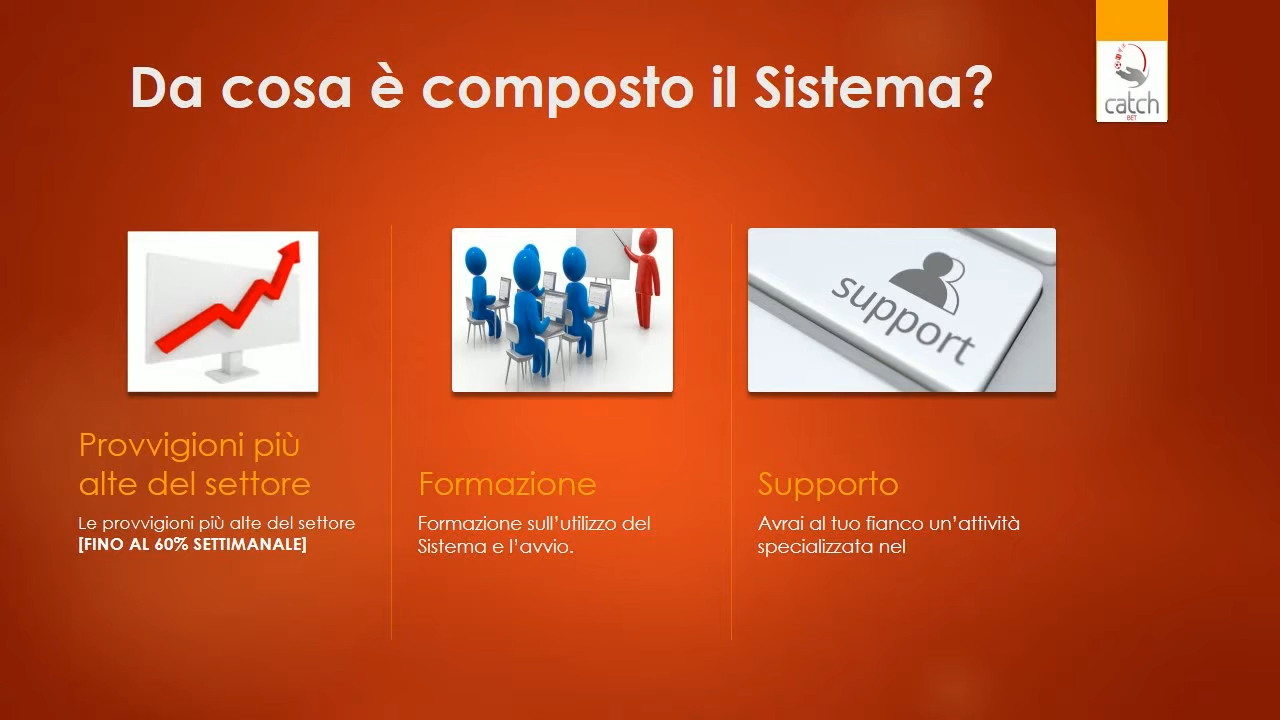 Da cosa è composto il Sistema?
catch
BET
support
Provvigioni più
alte del settore
Le provvigioni più alte del settore
[FINO AL 60% SETTIMANALE]
Formazione
Formazione sull'utilizzo del
Sistema e l'avvio.
Supporto
Avrai al tuo fianco un'attività
specializzata nel